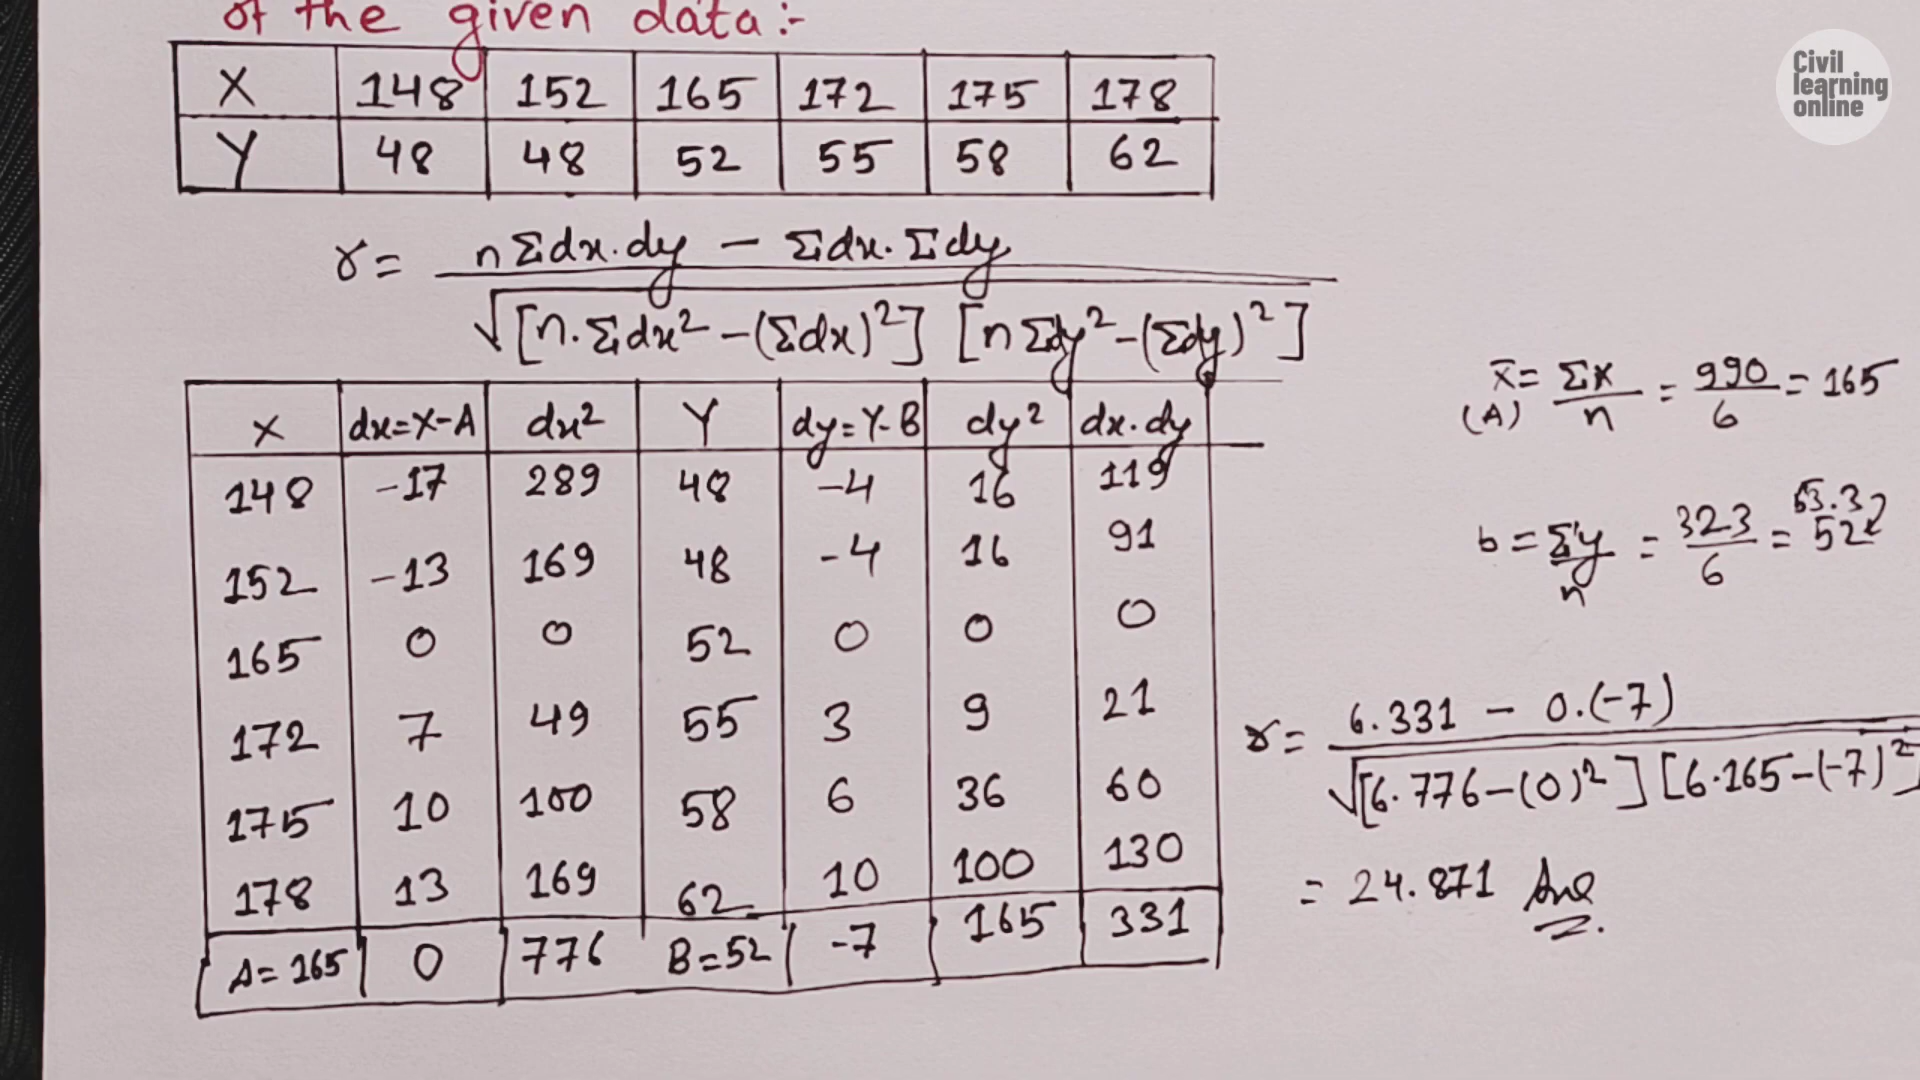 of the given data:-
Civil
learning
online
X 148 152 165 172 175 178
Y 48 48 52 55 58 62
r = nΣdx.dy - Σdx.Σdy
√[n.Σdx²-(Σdx)²] [nΣdy²-(Σdy)²]
x̄ = Σx/n = 990/6 = 165
(A)
X dx=X-A dx² Y dy=Y-B dy² dx.dy
148 -17 289 48 -4 16 119
152 -13 169 48 -4 16 91
165 0 0 52 0 0 0
172 7 49 55 3 9 21
175 10 100 58 6 36 60
178 13 169 62 10 100 130
A=165 0 776 B=52 -7 165 331
53.3
b = Σy/n = 323/6 = 52
r = 6.331 - 0.(-7)
√[6.776-(0)²] [6.165-(-7)²]
= 24.871 Ans